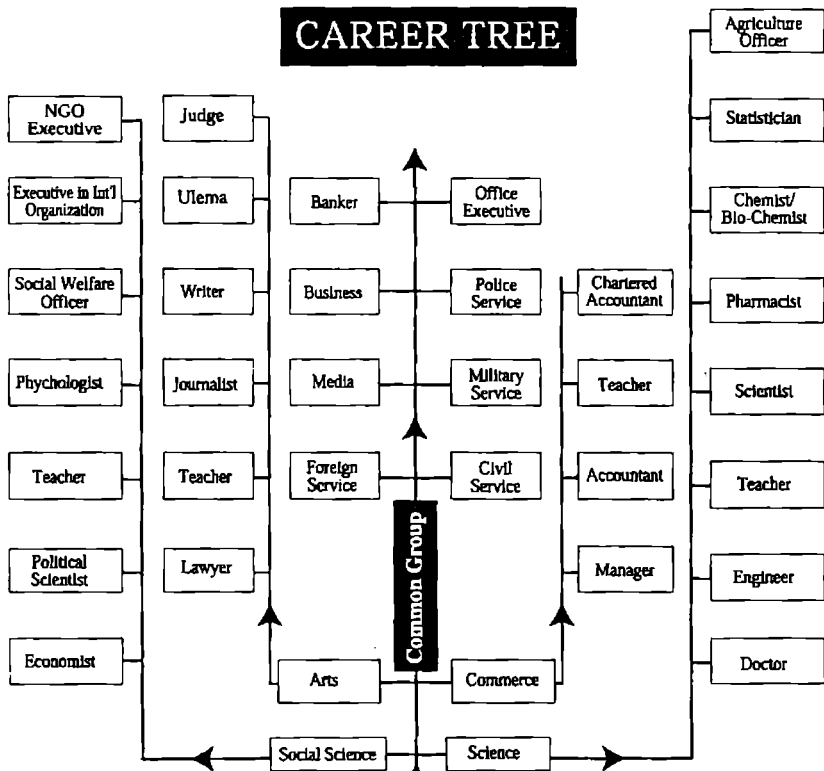 CAREER TREE
NGO
Executive
Executive in Int'l
Organization
Social Welfare
Officer
Phychologist
Teacher
Political
Scientist
Economist
Judge
Ulema
Writer
Journalist
Teacher
Lawyer
Arts
Social Science
Banker
Business
Media
Foreign
Service
Common Group
Office
Executive
Police
Service
Military
Service
Civil
Service
Commerce
Science
Chartered
Accountant
Teacher
Accountant
Manager
Agriculture
Officer
Statistician
Chemist/
Bio-Chemist
Pharmacist
Scientist
Teacher
Engineer
Doctor